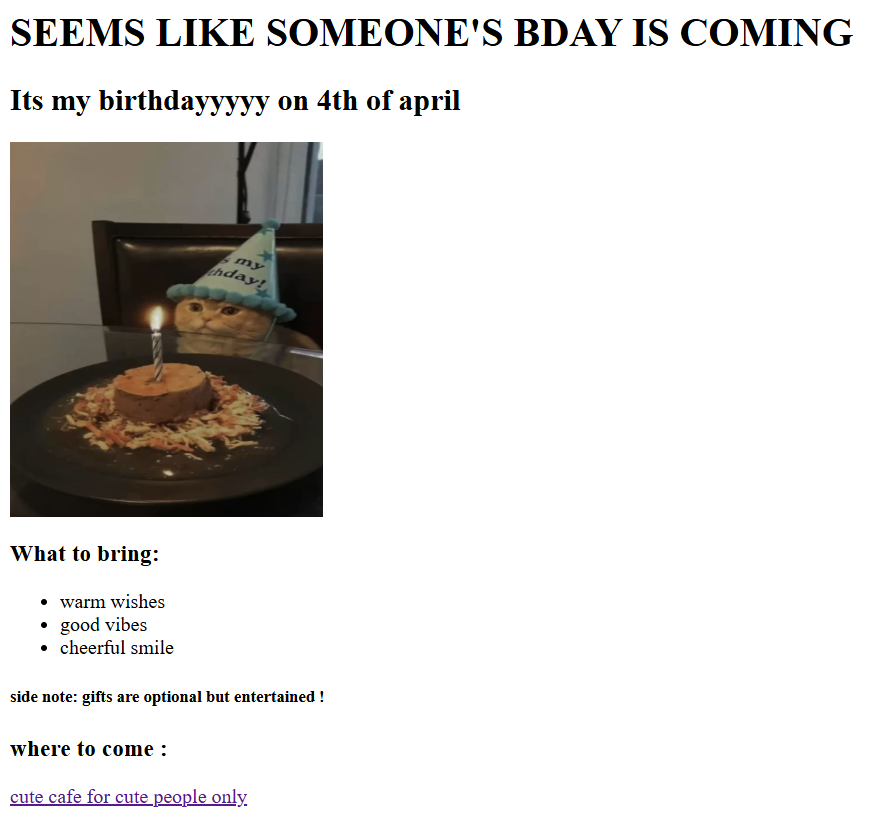 SEEMS LIKE SOMEONE'S BDAY IS COMING
Its my birthdayyyyy on 4th of april
s my
thday!
What to bring:
warm wishes
good vibes
cheerful smile
side note: gifts are optional but entertained !
where to come :
cute cafe for cute people only